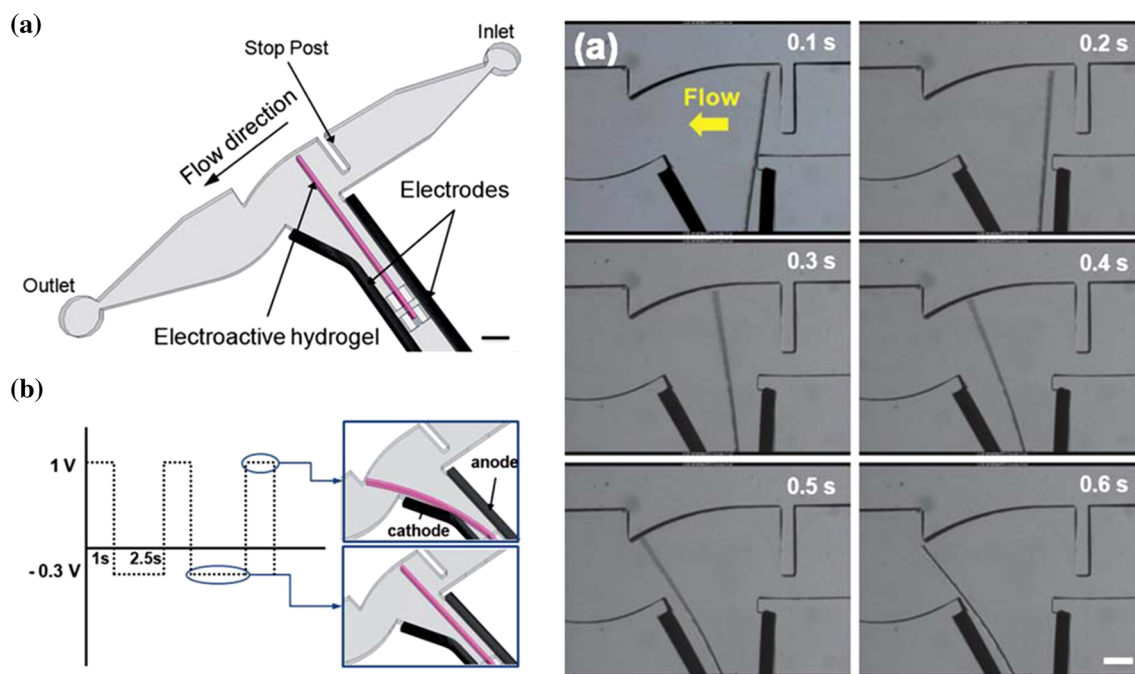 (a)
Inlet
Stop Post
Flow direction
Electrodes
Outlet
Electroactive hydrogel
(b)
1 V
1s
2.5s
- 0.3 V
anode
cathode
(a)
0.1 s
0.2 s
Flow
0.3 s
0.4 s
0.5 s
0.6 s